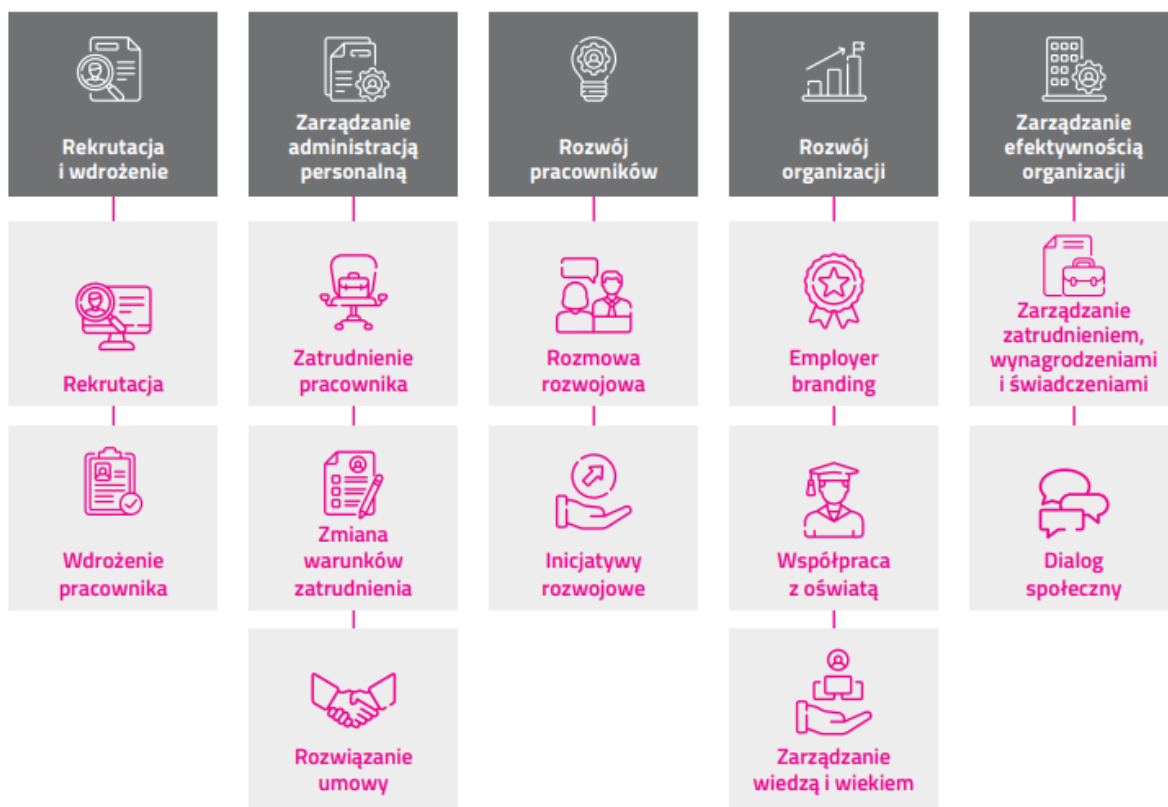 Rekrutacja
i wdrożenie
Zarządzanie
administracją
personalną
Rozwój
pracowników
Rozwój
organizacji
Zarządzanie
efektywnością
organizacji
Rekrutacja
Zatrudnienie
pracownika
Rozmowa
rozwojowa
Employer
branding
Zarządzanie
zatrudnieniem,
wynagrodzeniami
i świadczeniami
Wdrożenie
pracownika
Zmiana
warunków
zatrudnienia
Inicjatywy
rozwojowe
Współpraca
z oświatą
Dialog
społeczny
Rozwiązanie
umowy
Zarządzanie
wiedzą i wiekiem